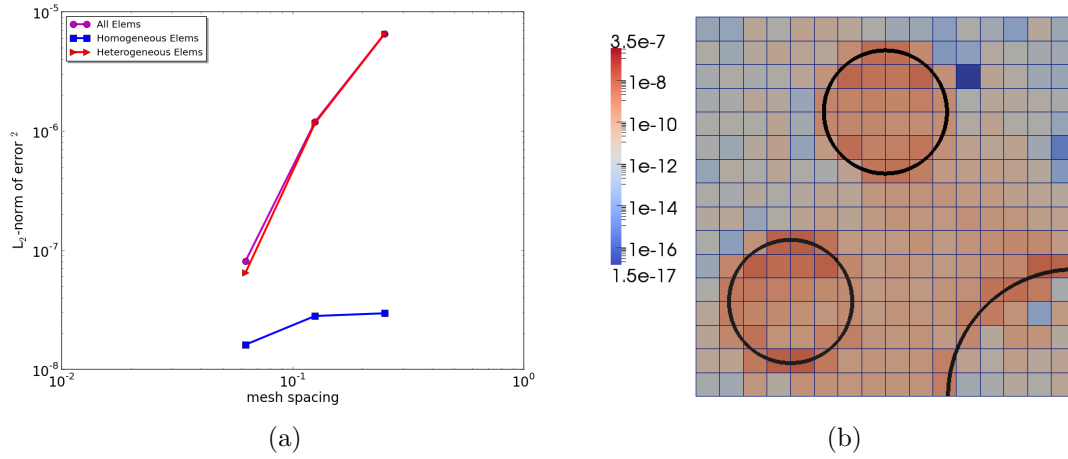 10⁻⁵
All Elems
Homogeneous Elems
Heterogeneous Elems
10⁻⁶
L₂-norm of error ²
10⁻⁷
10⁻⁸
10⁻²
10⁻¹
10⁰
mesh spacing
(a)
3.5e-7
1e-8
1e-10
1e-12
1e-14
1e-16
1.5e-17
(b)